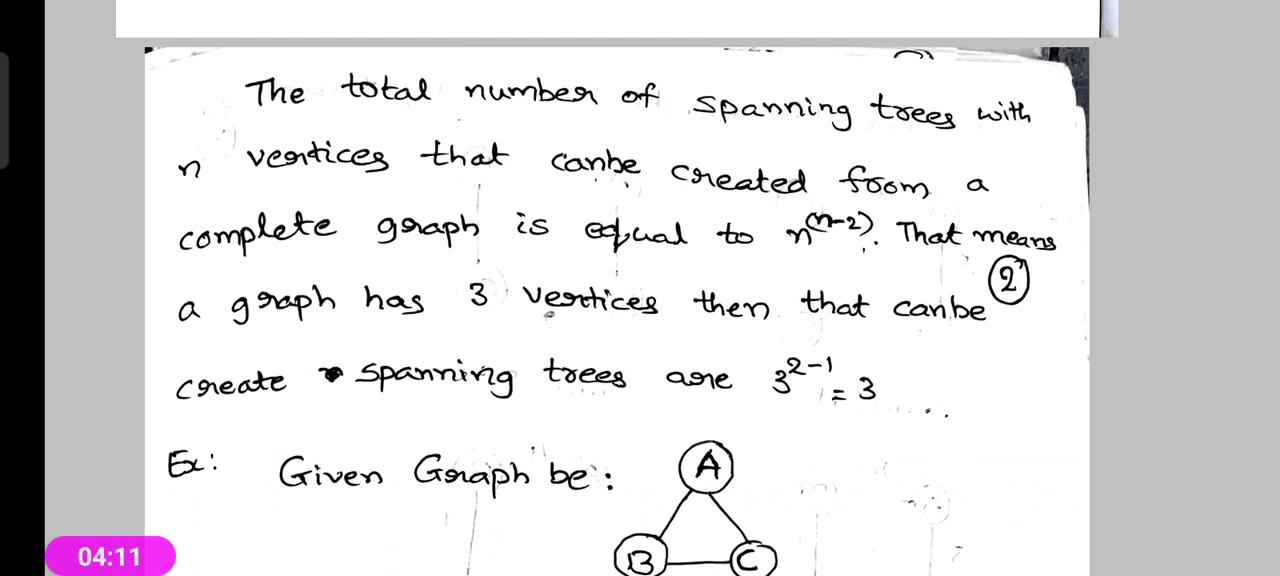 The total number of spanning trees with
n vertices that canbe created from a
complete graph is equal to n^(n-2). That means
2
a graph has 3 vertices then that canbe
create spanning trees are 3^2-1 = 3
Ex: Given Graph be:
A
B C
04:11